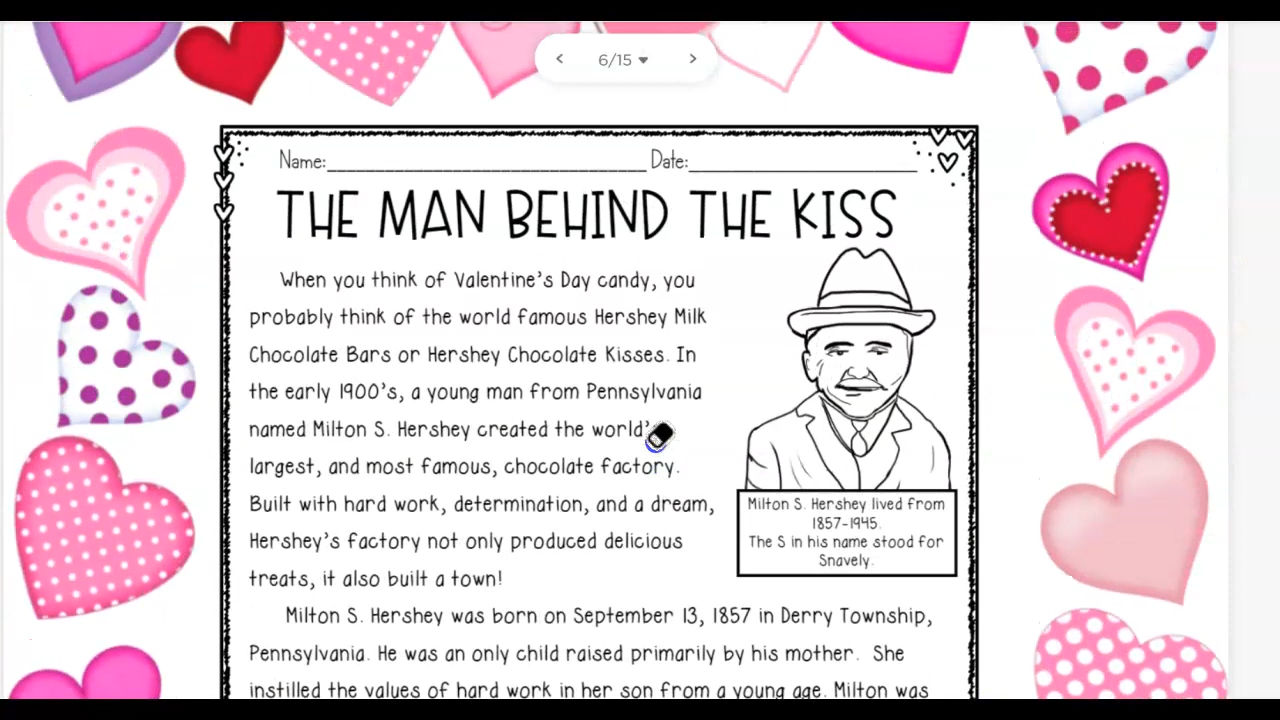 6/15
Name: Date:
THE MAN BEHIND THE KISS
When you think of Valentine's Day candy, you
probably think of the world famous Hershey Milk
Chocolate Bars or Hershey Chocolate Kisses. In
the early 1900's, a young man from Pennsylvania
named Milton S. Hershey created the
largest, and most famous, chocolate factory.
Built with hard work, determination, and a dream,
Hershey's factory not only produced delicious
treats, it also built a town!
Milton S. Hershey lived from
1857-1945.
The S in his name stood for
Snavely.
Milton S. Hershey was born on September 13, 1857 in Derry Township,
Pennsylvania. He was an only child raised primarily by his mother. She
instilled the values of hard work in her son from a young age. Milton was